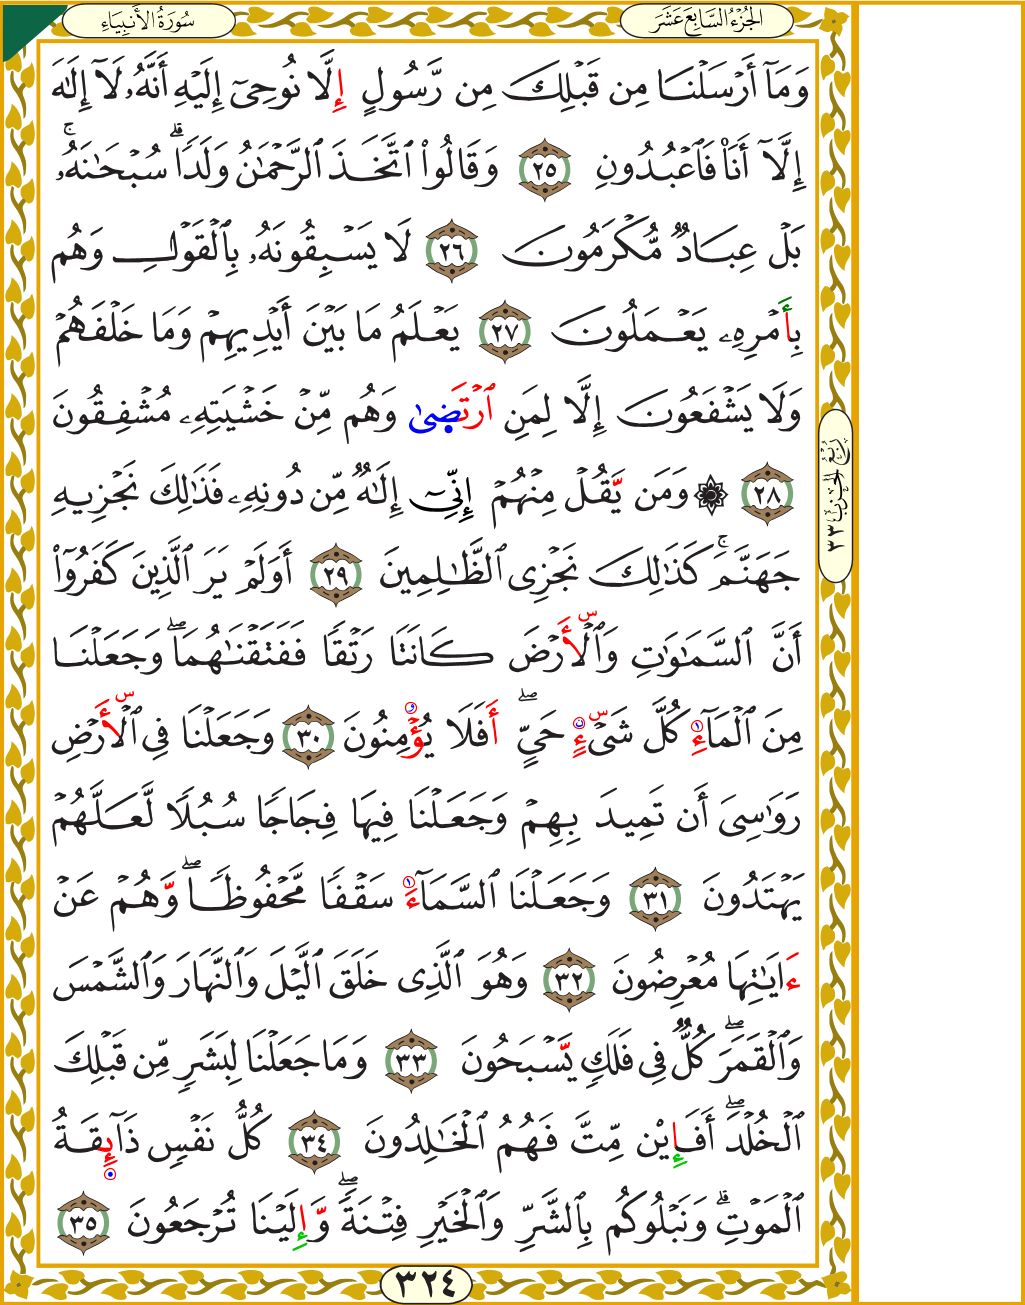 الجُزْءُ السَّابِعَ عَشَرَ
سُورَةُ الأَنبِيَاءِ
وَمَآ أَرۡسَلۡنَا مِن قَبۡلِكَ مِن رَّسُولٍ إِلَّا نُوحِيٓ إِلَيۡهِ أَنَّهُۥ لَآ إِلَٰهَ
إِلَّآ أَنَا۠ فَٱعۡبُدُونِ ٢٥ وَقَالُواْ ٱتَّخَذَ ٱلرَّحۡمَٰنُ وَلَدٗاۗ سُبۡحَٰنَهُۥۚ
بَلۡ عِبَادٞ مُّكۡرَمُونَ ٢٦ لَا يَسۡبِقُونَهُۥ بِٱلۡقَوۡلِ وَهُم
بِأَمۡرِهِۦ يَعۡمَلُونَ ٢٧ يَعۡلَمُ مَا بَيۡنَ أَيۡدِيهِمۡ وَمَا خَلۡفَهُمۡ
وَلَا يَشۡفَعُونَ إِلَّا لِمَنِ ٱرۡتَضَىٰ وَهُم مِّنۡ خَشۡيَتِهِۦ مُشۡفِقُونَ
٢٨ ۞ وَمَن يَّقُلۡ مِنۡهُمۡ إِنِّيٓ إِلَٰهٞ مِّن دُونِهِۦ فَذَٰلِكَ نَجۡزِيهِ
جَهَنَّمَۚ كَذَٰلِكَ نَجۡزِي ٱلظَّٰلِمِينَ ٢٩ أَوَلَمۡ يَرَ ٱلَّذِينَ كَفَرُوٓاْ
أَنَّ ٱلسَّمَٰوَٰتِ وَٱلۡأَرۡضَ كَانَتَا رَتۡقٗا فَفَتَقۡنَٰهُمَاۖ وَجَعَلۡنَا
مِنَ ٱلۡمَآءِ كُلَّ شَيۡءٍ حَيٍّۖ أَفَلَا يُؤۡمِنُونَ ٣٠ وَجَعَلۡنَا فِي ٱلۡأَرۡضِ
رَوَٰسِيَ أَن تَمِيدَ بِهِمۡ وَجَعَلۡنَا فِيهَا فِجَاجٗا سُبُلٗا لَّعَلَّهُمۡ
يَهۡتَدُونَ ٣١ وَجَعَلۡنَا ٱلسَّمَآءَ سَقۡفٗا مَّحۡفُوظٗاۖ وَّهُمۡ عَنۡ
ءَايَٰتِهَا مُعۡرِضُونَ ٣٢ وَهُوَ ٱلَّذِي خَلَقَ ٱلَّيۡلَ وَٱلنَّهَارَ وَٱلشَّمۡسَ
وَٱلۡقَمَرَۖ كُلّٞ فِي فَلَكٖ يَّسۡبَحُونَ ٣٣ وَمَا جَعَلۡنَا لِبَشَرٖ مِّن قَبۡلِكَ
ٱلۡخُلۡدَۖ أَفَإِيْن مِّتَّ فَهُمُ ٱلۡخَٰلِدُونَ ٣٤ كُلُّ نَفۡسٖ ذَآئِقَةُ
ٱلۡمَوۡتِۗ وَنَبۡلُوكُم بِٱلشَّرِّ وَٱلۡخَيۡرِ فِتۡنَةٗۖ وَّإِلَيۡنَا تُرۡجَعُونَ ٣٥
رُبْعُ الحِزْبِ ٣٣
٣٢٤